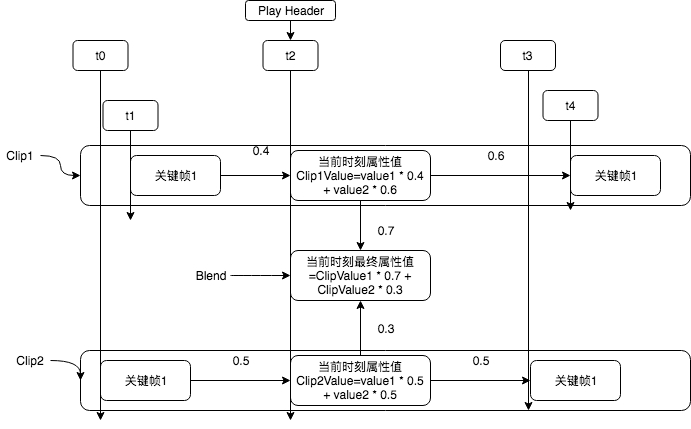 Play Header
t0
t2
t3
t1
t4
Clip1
0.4
0.6
关键帧1
当前时刻属性值
Clip1Value=value1 * 0.4
+ value2 * 0.6
关键帧1
0.7
Blend
当前时刻最终属性值
=ClipValue1 * 0.7 +
ClipValue2 * 0.3
0.3
Clip2
0.5
0.5
关键帧1
当前时刻属性值
Clip2Value=value1 * 0.5
+ value2 * 0.5
关键帧1